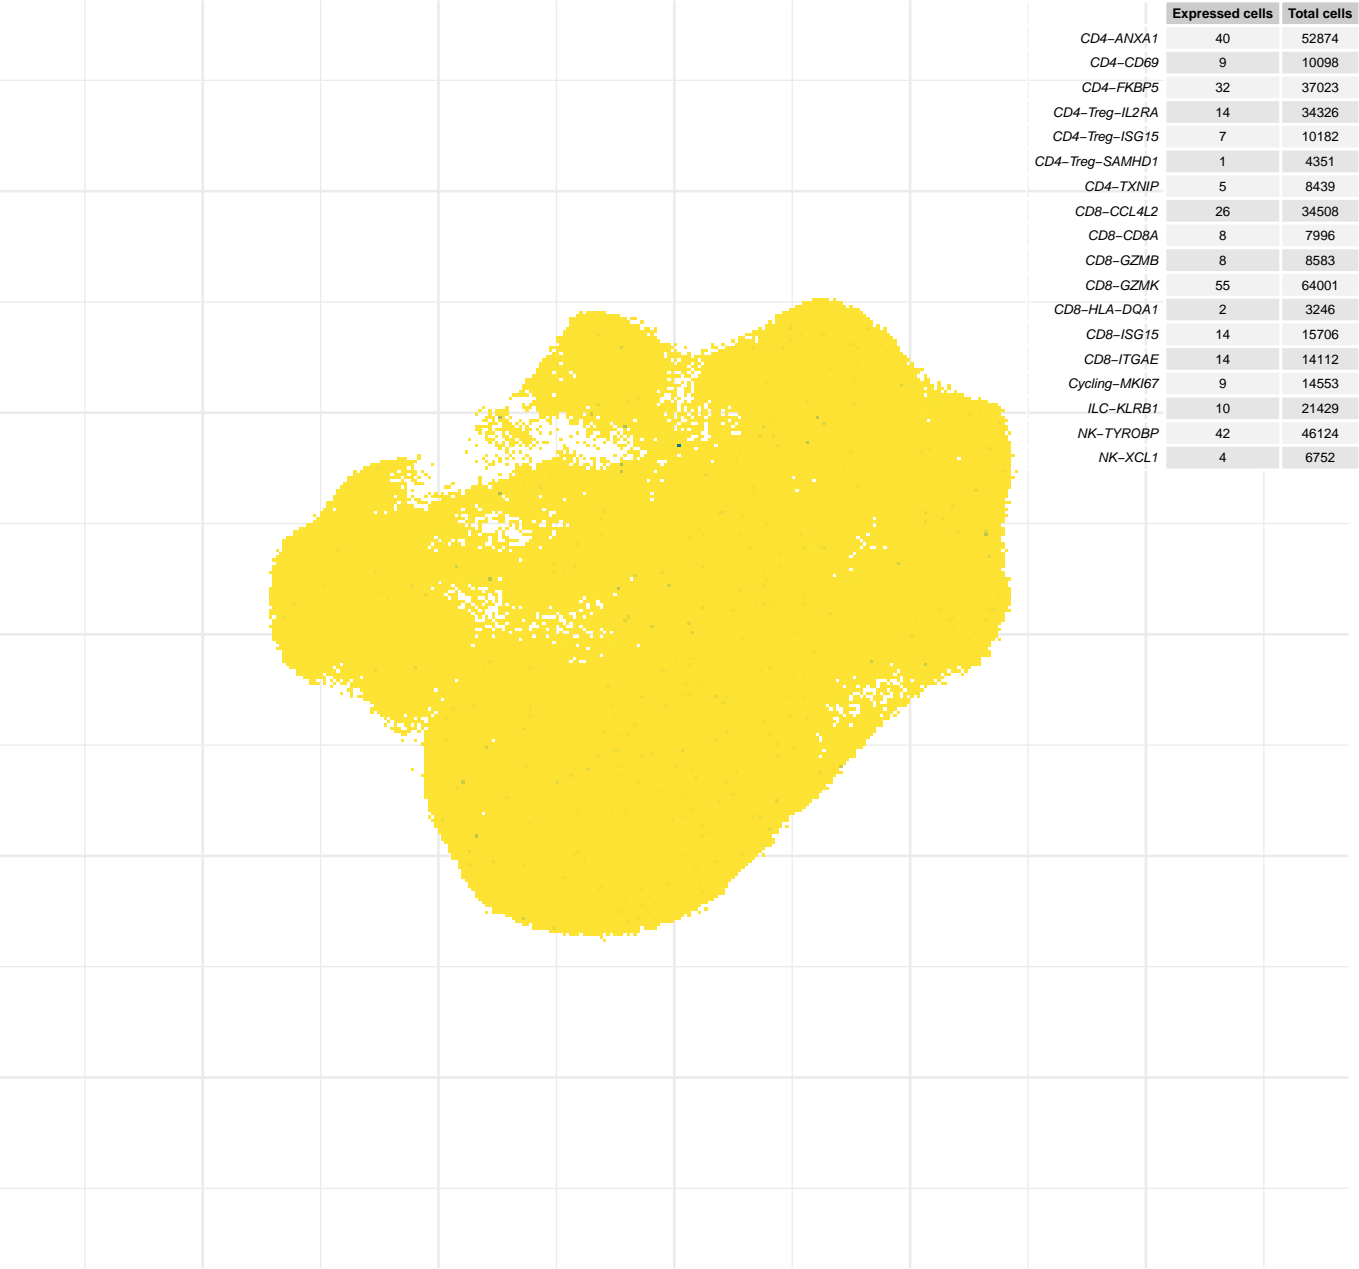 Expressed cells Total cells
CD4−ANXA1 40 52874
CD4−CD69 9 10098
CD4−FKBP5 32 37023
CD4−Treg−IL2RA 14 34326
CD4−Treg−ISG15 7 10182
CD4−Treg−SAMHD1 1 4351
CD4−TXNIP 5 8439
CD8−CCL4L2 26 34508
CD8−CD8A 8 7996
CD8−GZMB 8 8583
CD8−GZMK 55 64001
CD8−HLA−DQA1 2 3246
CD8−ISG15 14 15706
CD8−ITGAE 14 14112
Cycling−MKI67 9 14553
ILC−KLRB1 10 21429
NK−TYROBP 42 46124
NK−XCL1 4 6752